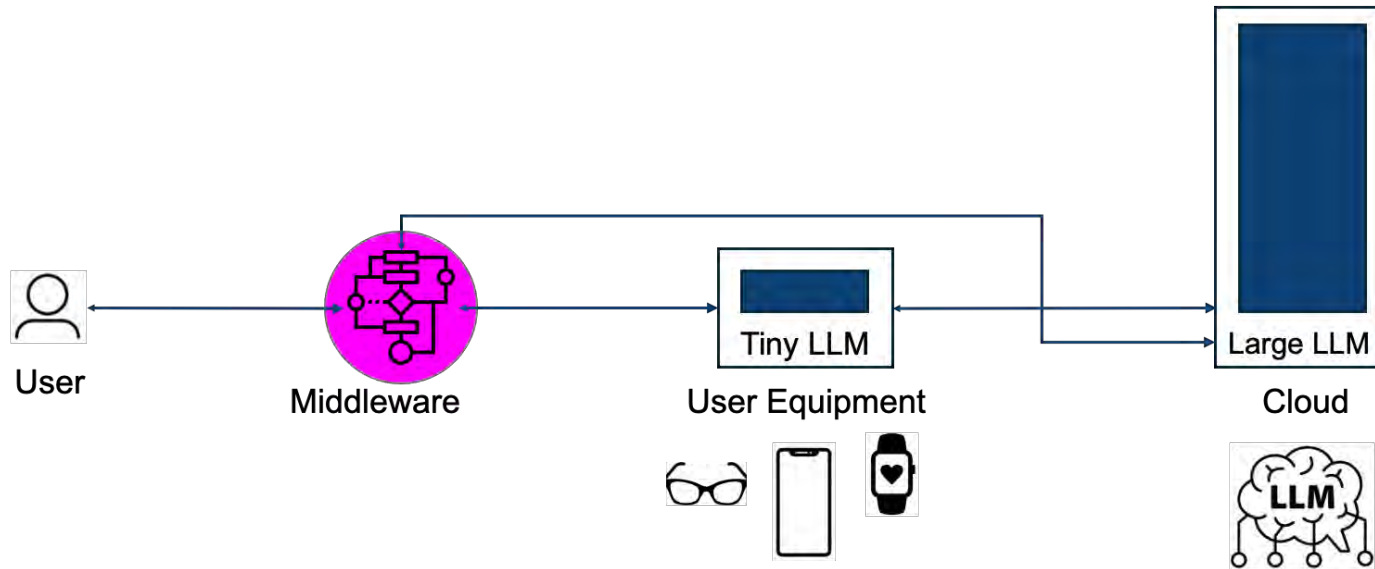 Tiny LLM
Large LLM
User
Middleware
User Equipment
Cloud
LLM